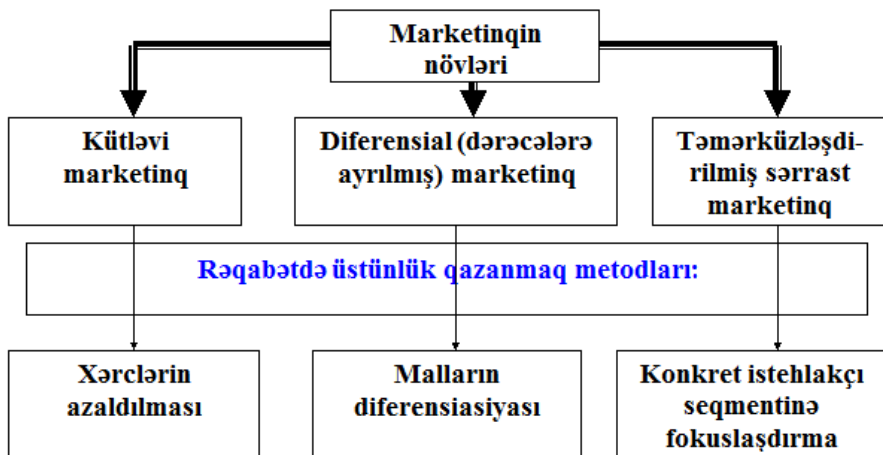 Marketinqin
növləri
Kütləvi
marketinq
Diferensial (dərəcələrə
ayrılmış) marketinq
Təmərküzləşdi-
rilmiş sərrast
marketinq
Rəqabətdə üstünlük qazanmaq metodları:
Xərclərin
azaldılması
Malların
diferensiasiyası
Konkret istehlakçı
seqmentinə
fokuslaşdırma